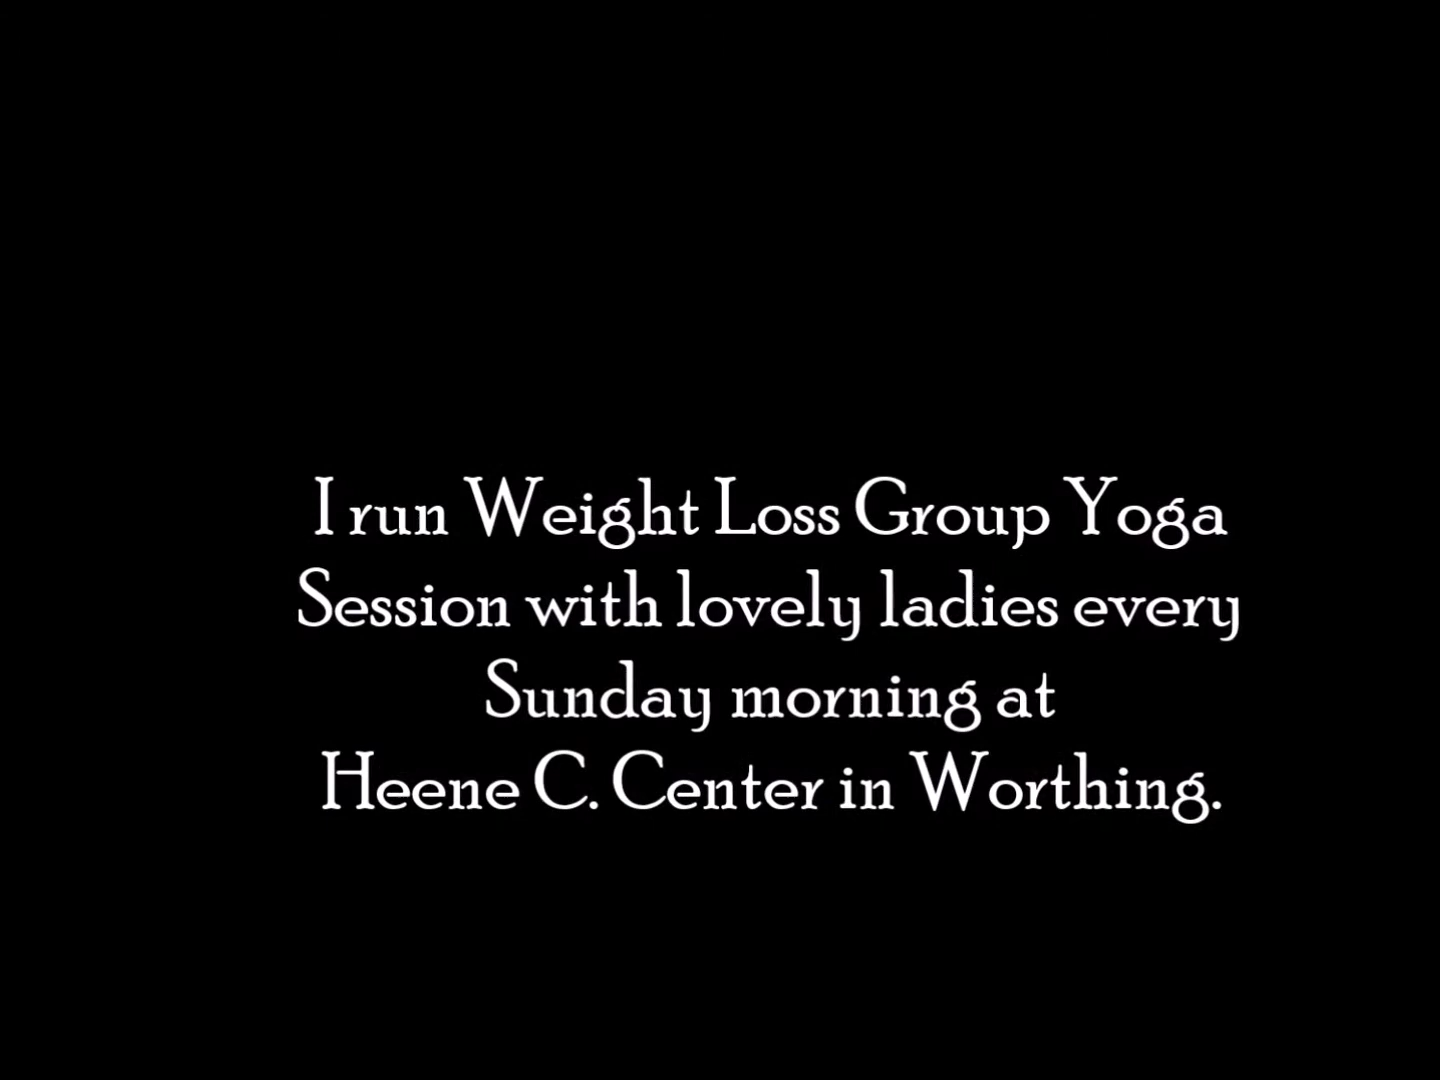 I run Weight Loss Group Yoga
Session with lovely ladies every
Sunday morning at
Heene C. Center in Worthing.